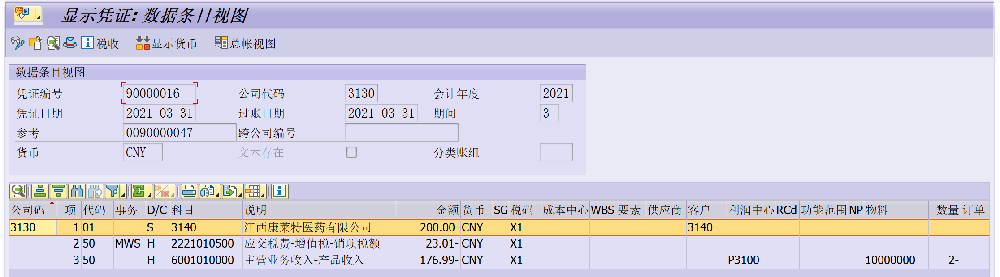 显示凭证: 数据条目视图
税收 显示货币 总帐视图
数据条目视图
凭证编号 90000016 公司代码 3130 会计年度 2021
凭证日期 2021-03-31 过账日期 2021-03-31 期间 3
参考 0090000047 跨公司编号
货币 CNY 文本存在 分类账组
公司码 项 代码 事务 D/C 科目 说明 金额 货币 SG 税码 成本中心 WBS 要素 供应商 客户 利润中心 RCd 功能范围 NP 物料 数量 订单
3130 1 01 S 3140 江西康莱特医药有限公司 200.00 CNY X1 3140
2 50 MWS H 2221010500 应交税费-增值税-销项税额 23.01- CNY X1
3 50 H 6001010000 主营业务收入-产品收入 176.99- CNY X1 P3100 10000000 2-